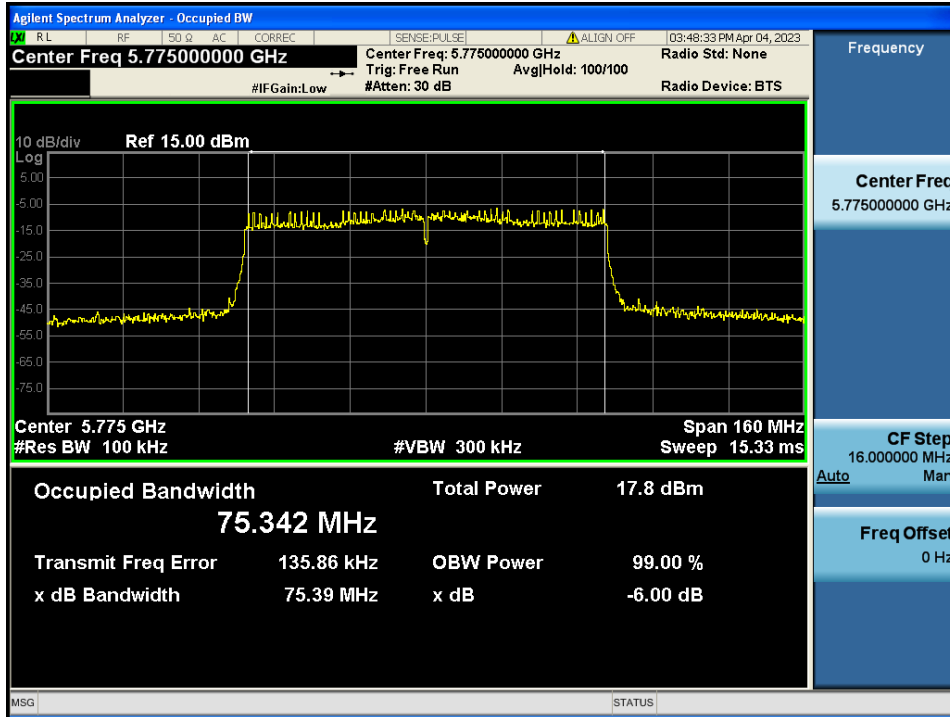 Agilent Spectrum Analyzer - Occupied BW
LXI RL RF 50 Ω AC CORREC SENSE:PULSE ALIGN OFF 03:48:33 PM Apr 04, 2023
Center Freq 5.775000000 GHz
Center Freq: 5.775000000 GHz Radio Std: None
Trig: Free Run Avg|Hold: 100/100
#IFGain:Low #Atten: 30 dB Radio Device: BTS
Frequency
10 dB/div Ref 15.00 dBm
Log
5.00
-5.00
-15.0
-25.0
-35.0
-45.0
-55.0
-65.0
-75.0
Center 5.775 GHz Span 160 MHz
#Res BW 100 kHz #VBW 300 kHz Sweep 15.33 ms
Center Freq
5.775000000 GHz
CF Step
16.000000 MHz
Auto Man
Freq Offset
0 Hz
Occupied Bandwidth Total Power 17.8 dBm
75.342 MHz
Transmit Freq Error 135.86 kHz OBW Power 99.00 %
x dB Bandwidth 75.39 MHz x dB -6.00 dB
MSG STATUS